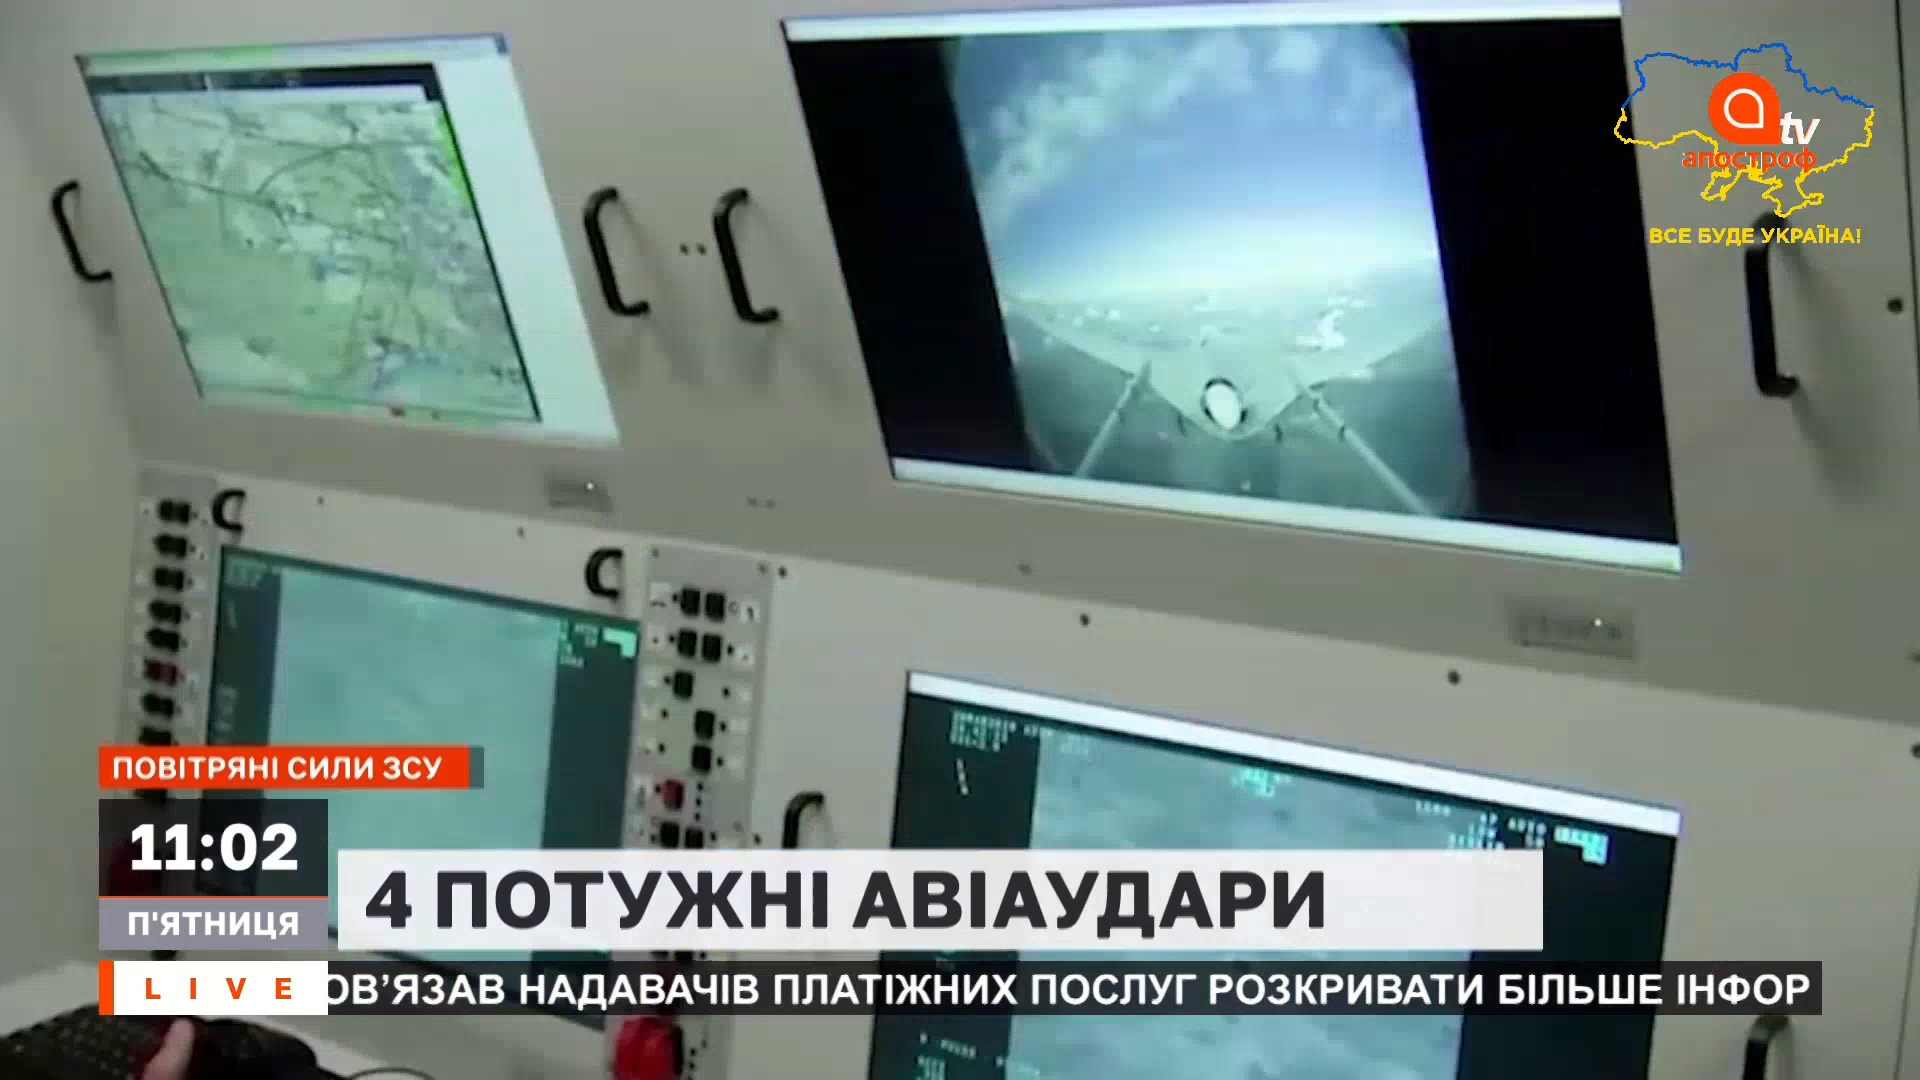 tv
апостроф
ВСЕ БУДЕ УКРАЇНА!
ПОВІТРЯНІ СИЛИ ЗСУ
11:02
П'ЯТНИЦЯ
4 ПОТУЖНІ АВІАУДАРИ
LIVE
ОВ’ЯЗАВ НАДАВАЧІВ ПЛАТІЖНИХ ПОСЛУГ РОЗКРИВАТИ БІЛЬШЕ ІНФОР